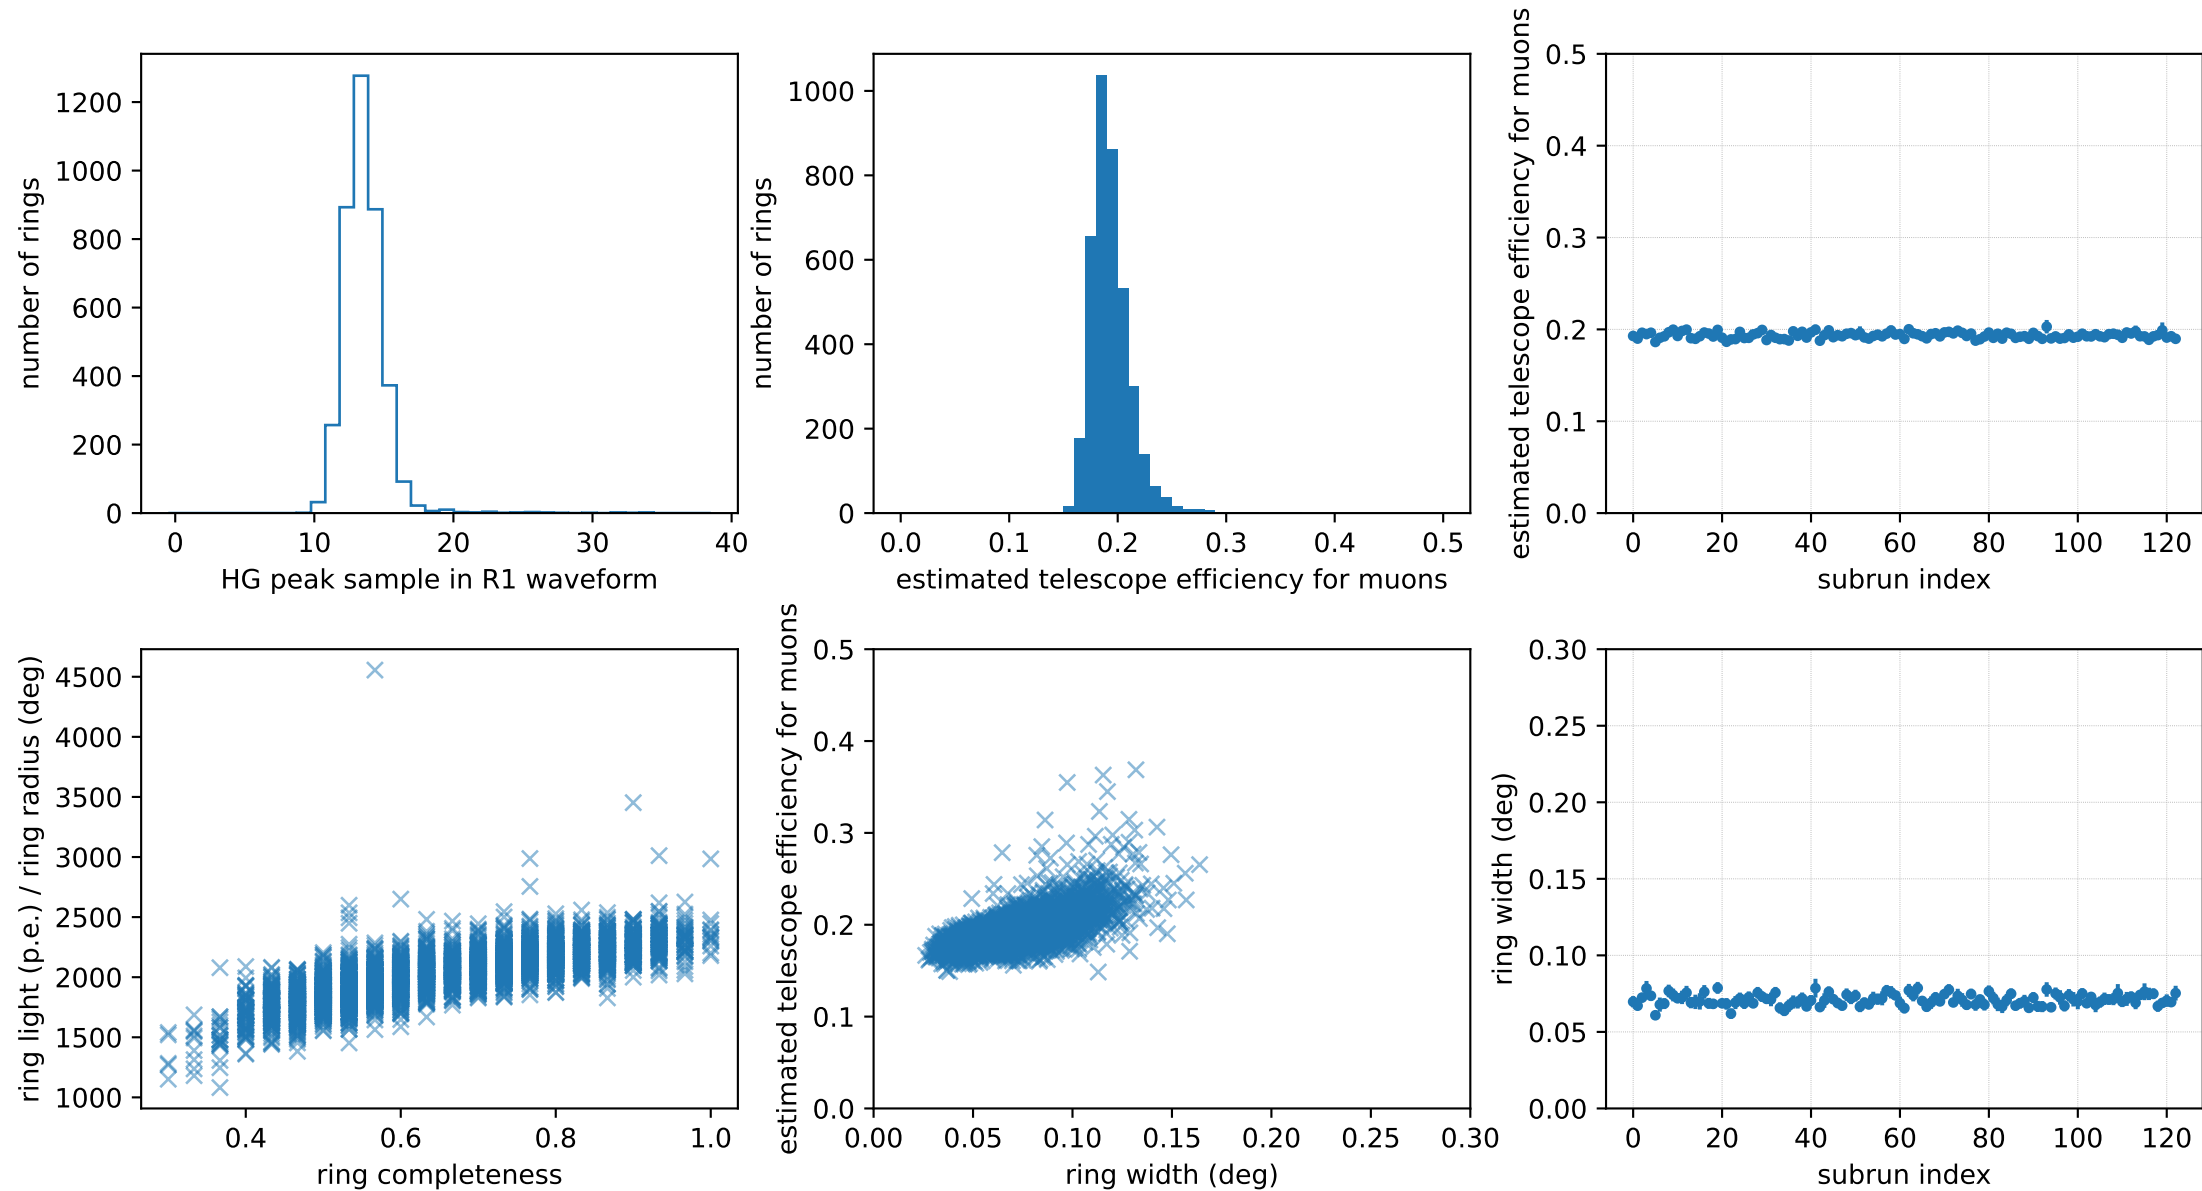 number of rings
1200
1000
800
600
400
200
0
0 10 20 30 40
HG peak sample in R1 waveform
number of rings
1000
800
600
400
200
0
0.0 0.1 0.2 0.3 0.4 0.5
estimated telescope efficiency for muons
estimated telescope efficiency for muons
0.5
0.4
0.3
0.2
0.1
0.0
0 20 40 60 80 100 120
subrun index
ring light (p.e.) / ring radius (deg)
4500
4000
3500
3000
2500
2000
1500
1000
0.4 0.6 0.8 1.0
ring completeness
estimated telescope efficiency for muons
0.5
0.4
0.3
0.2
0.1
0.0
0.00 0.05 0.10 0.15 0.20 0.25 0.30
ring width (deg)
ring width (deg)
0.30
0.25
0.20
0.15
0.10
0.05
0.00
0 20 40 60 80 100 120
subrun index